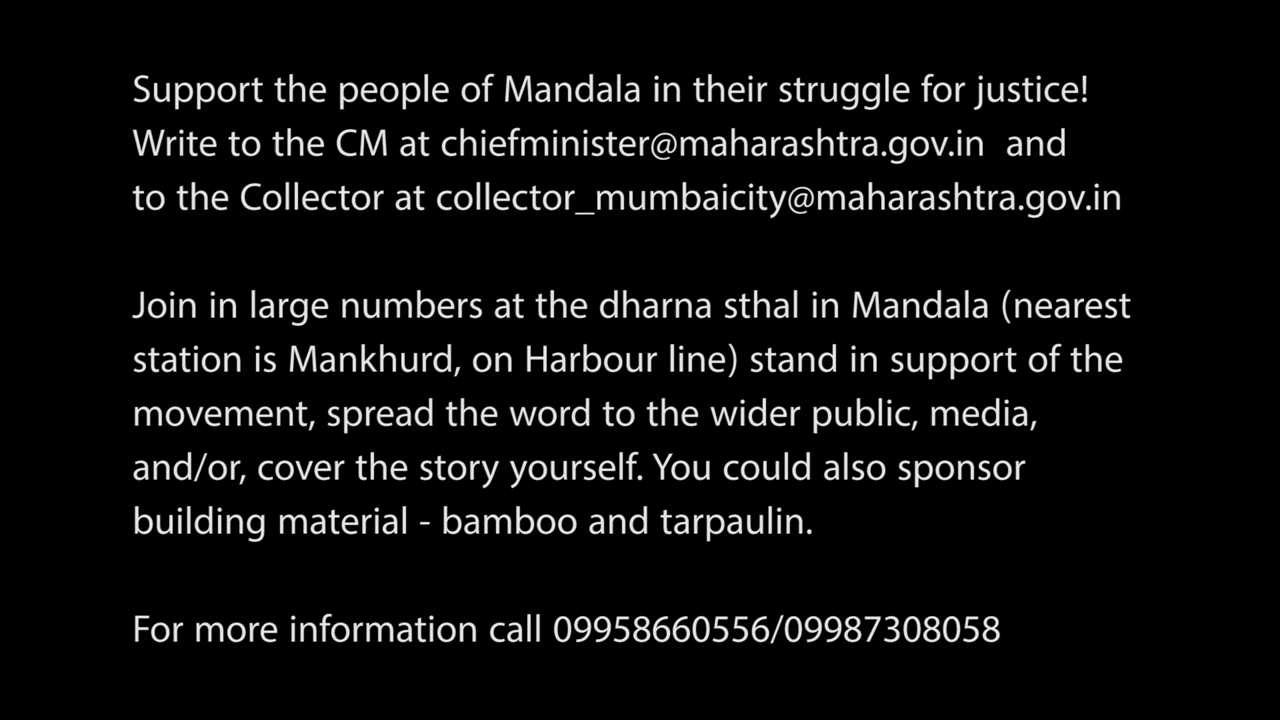 Support the people of Mandala in their struggle for justice!
Write to the CM at chiefminister@maharashtra.gov.in  and
to the Collector at collector_mumbaicity@maharashtra.gov.in
Join in large numbers at the dharna sthal in Mandala (nearest
station is Mankhurd, on Harbour line) stand in support of the
movement, spread the word to the wider public, media,
and/or, cover the story yourself. You could also sponsor
building material - bamboo and tarpaulin.
For more information call 09958660556/09987308058